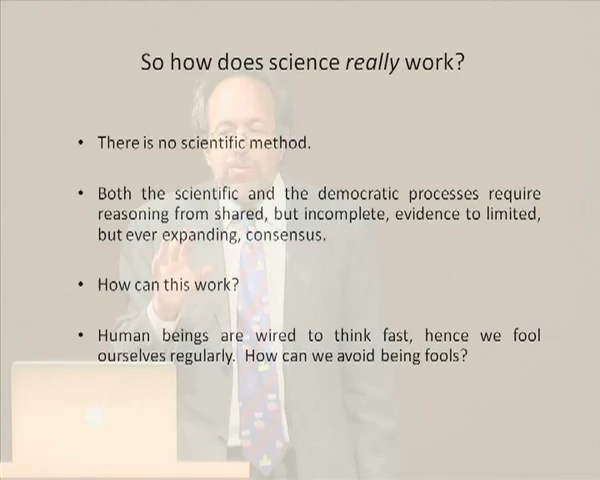 So how does science really work?
• There is no scientific method.
• Both the scientific and the democratic processes require
reasoning from shared, but incomplete, evidence to limited,
but ever expanding, consensus.
• How can this work?
• Human beings are wired to think fast, hence we fool
ourselves regularly. How can we avoid being fools?